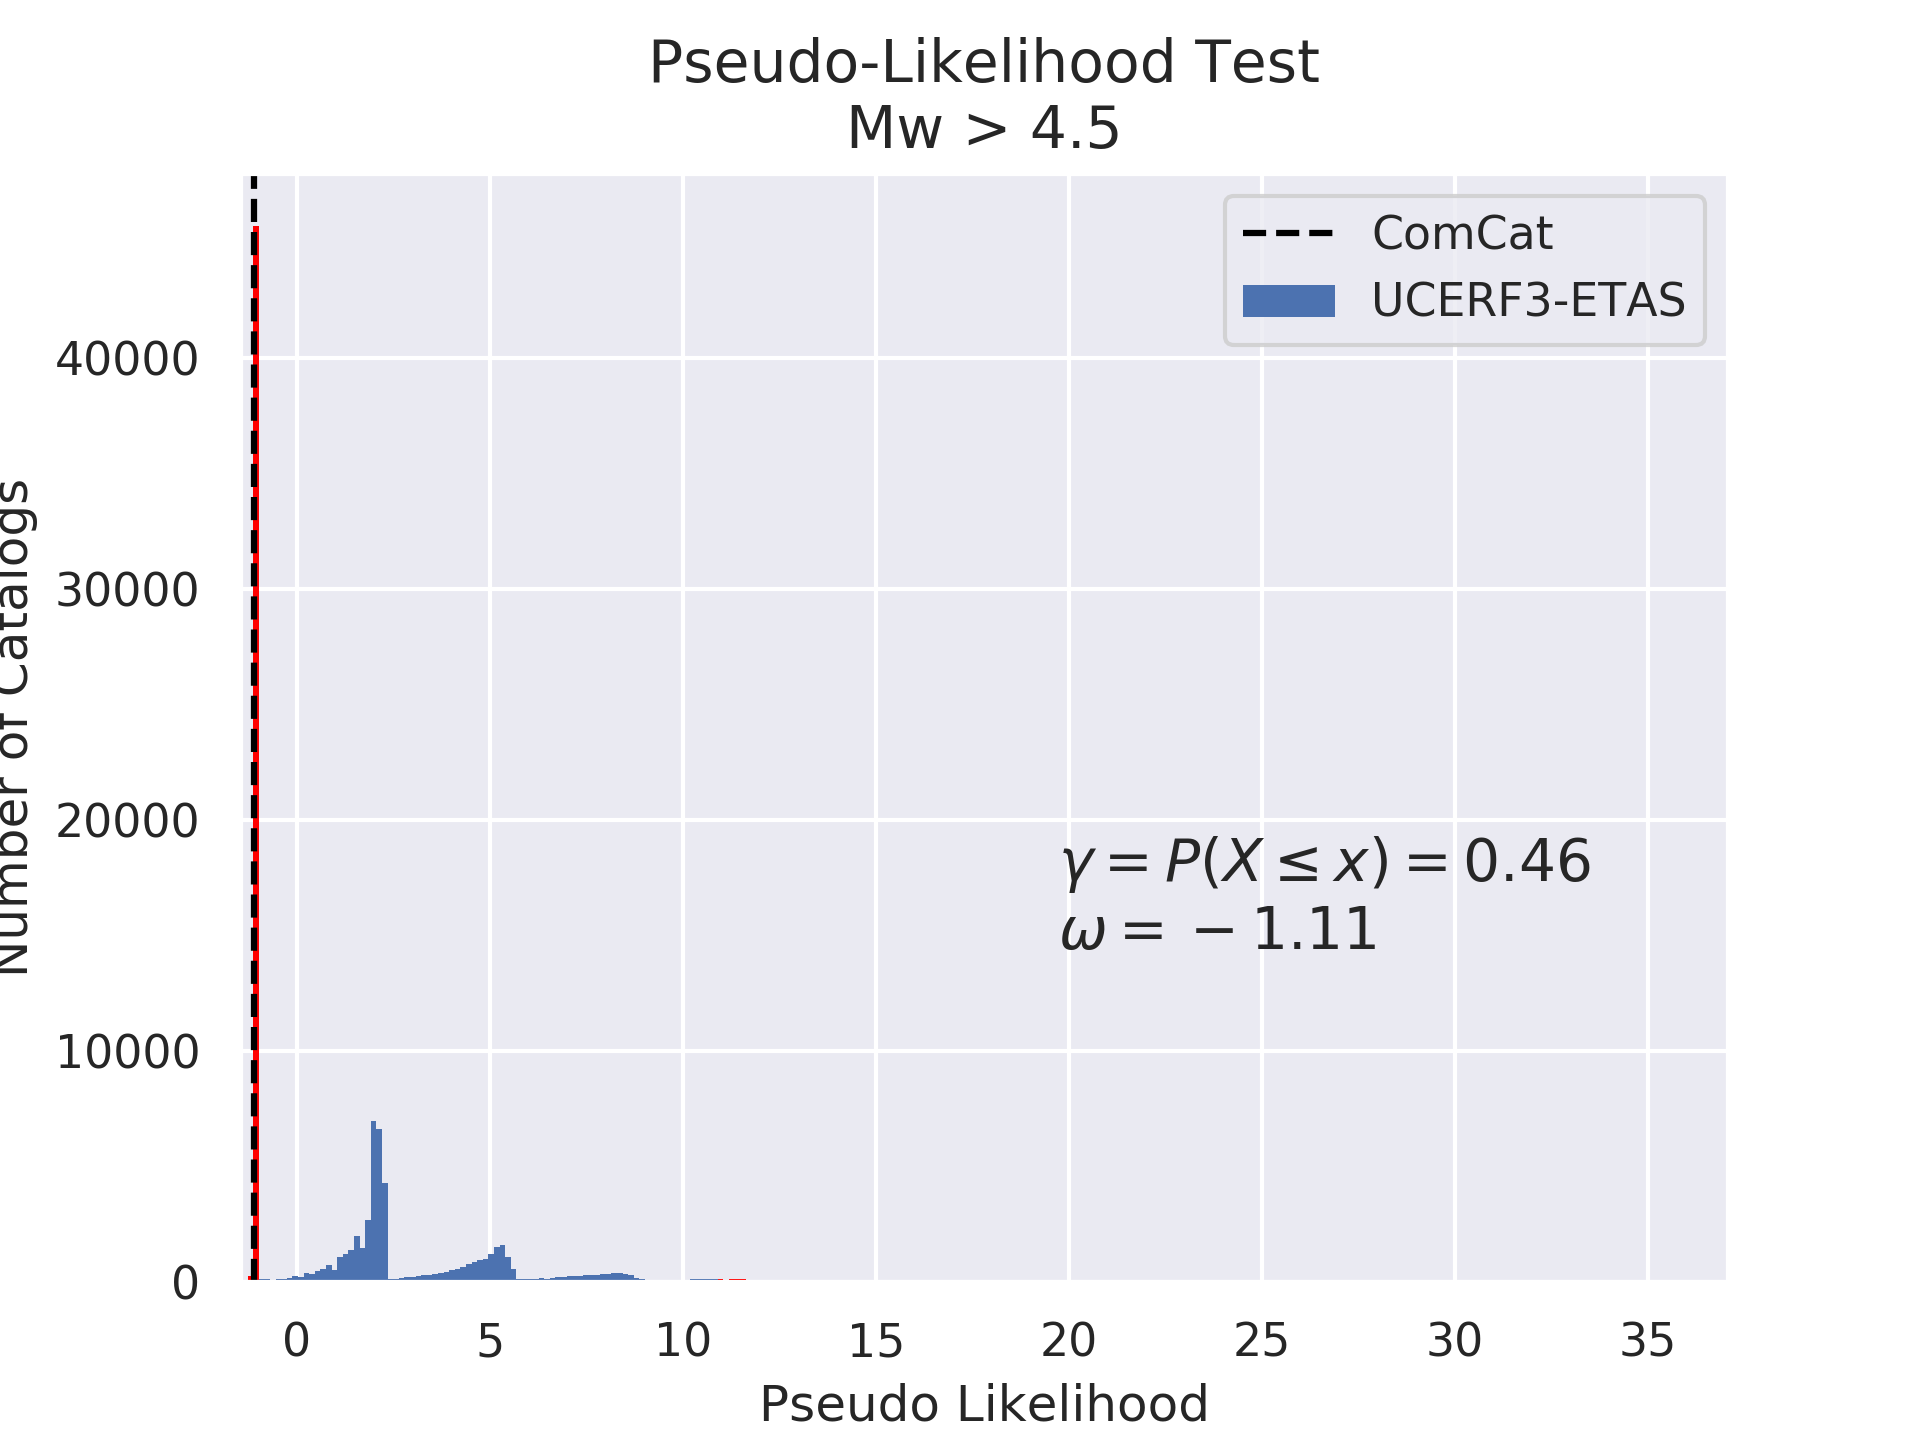 Pseudo-Likelihood Test
Mw > 4.5
ComCat
UCERF3-ETAS
Number of Catalogs
40000
30000
20000
10000
0
γ = P(X ≤ x) = 0.46
ω = − 1.11
0 5 10 15 20 25 30 35
Pseudo Likelihood